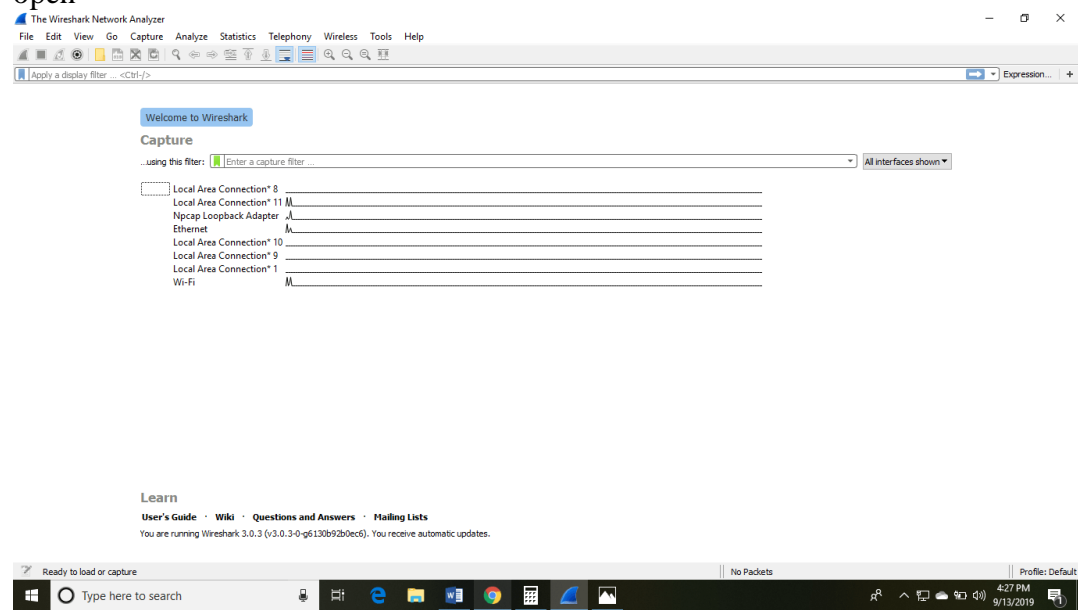 open
The Wireshark Network Analyzer
File Edit View Go Capture Analyze Statistics Telephony Wireless Tools Help
Apply a display filter ... <Ctrl-/> Expression... +
Welcome to Wireshark
Capture
...using this filter: Enter a capture filter ... All interfaces shown
Local Area Connection* 8
Local Area Connection* 11
Npcap Loopback Adapter
Ethernet
Local Area Connection* 10
Local Area Connection* 9
Local Area Connection* 1
Wi-Fi
Learn
User's Guide · Wiki · Questions and Answers · Mailing Lists
You are running Wireshark 3.0.3 (v3.0.3-0-g6130b92b0ec6). You receive automatic updates.
Ready to load or capture No Packets Profile: Default
Type here to search 4:27 PM
9/13/2019